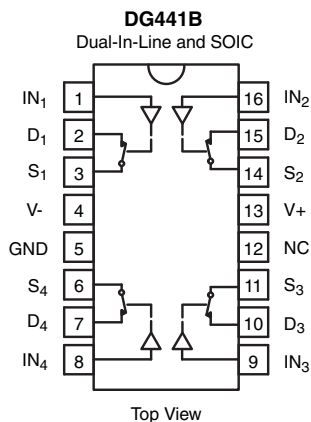 DG441B
Dual-In-Line and SOIC
IN1 1 16 IN2
D1 2 15 D2
S1 3 14 S2
V- 4 13 V+
GND 5 12 NC
S4 6 11 S3
D4 7 10 D3
IN4 8 9 IN3
Top View